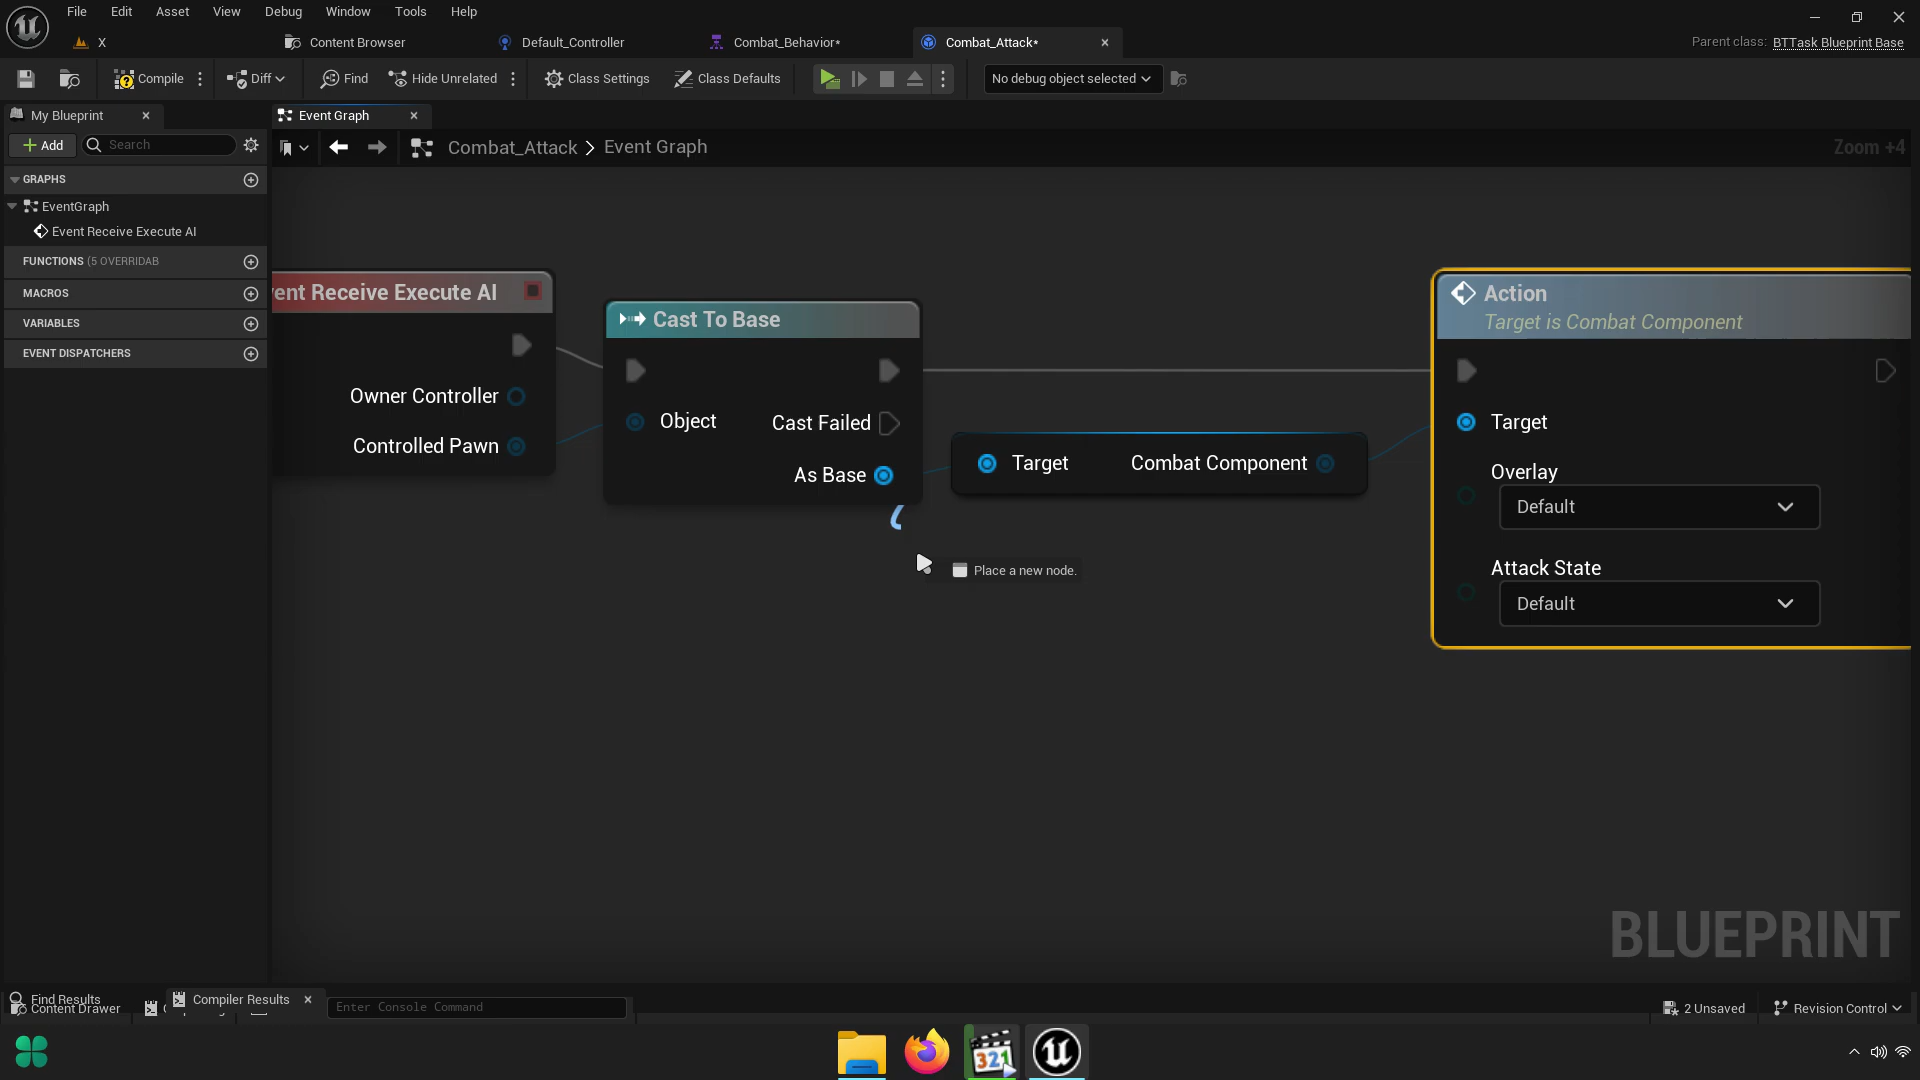 File Edit Asset View Debug Window Tools Help
X Content Browser Default_Controller Combat_Behavior* Combat_Attack*
Parent class: BTTask Blueprint Base
Compile Diff Find Hide Unrelated Class Settings Class Defaults No debug object selected
My Blueprint
Event Graph
Add Search
Combat_Attack > Event Graph
Zoom +4
GRAPHS
EventGraph
Event Receive Execute AI
FUNCTIONS (5 OVERRIDAB
MACROS
VARIABLES
EVENT DISPATCHERS
ent Receive Execute AI
Owner Controller
Controlled Pawn
Cast To Base
Object
Cast Failed
As Base
Target Combat Component
Place a new node.
Action
Target is Combat Component
Target
Overlay
Default
Attack State
Default
BLUEPRINT
Find Results Compiler Results
Content Drawer
Enter Console Command
2 Unsaved Revision Control
321